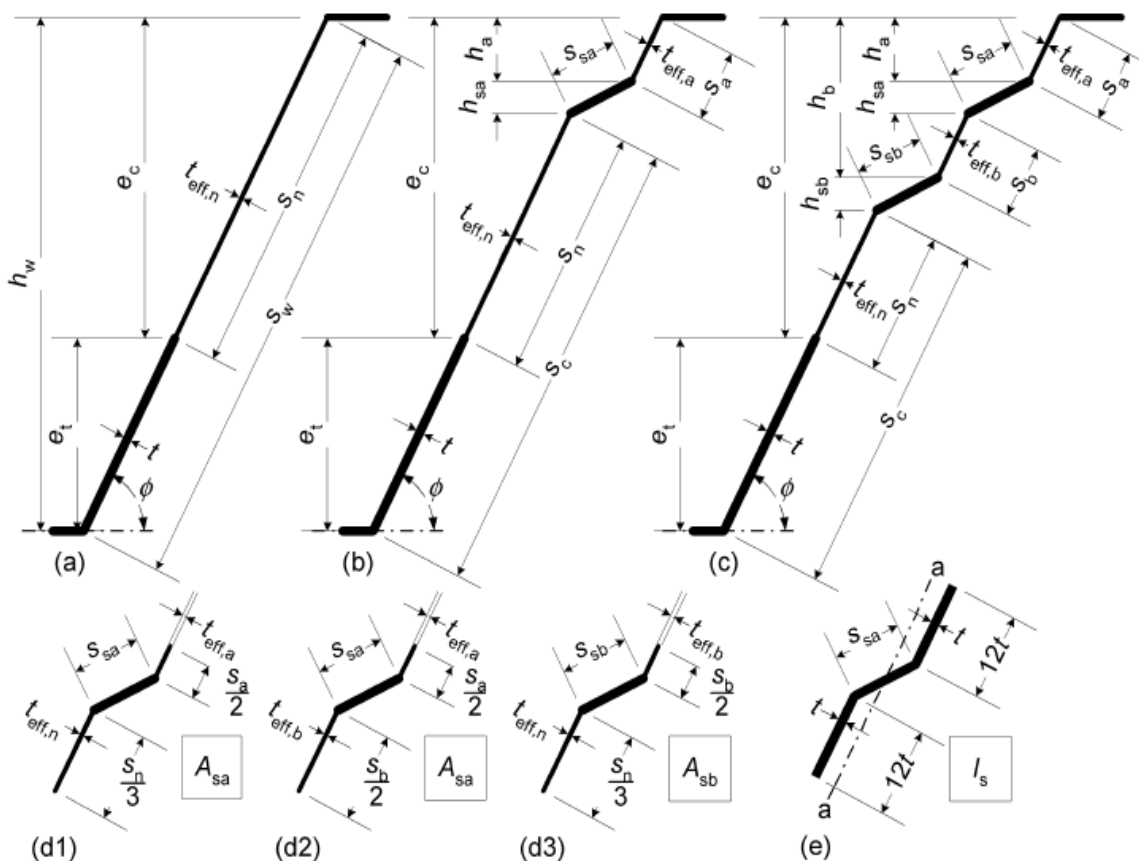 h_w
e_c
e_t
t_eff,n
s_n
s_w
t
ϕ
(a)
h_a
h_sa
s_sa
t_eff,a
s_a
e_c
t_eff,n
s_n
s_c
e_t
t
ϕ
(b)
h_a
h_sa
h_b
h_sb
s_sa
t_eff,a
s_a
s_sb
t_eff,b
s_b
e_c
t_eff,n
s_n
s_c
e_t
t
ϕ
(c)
s_sa
t_eff,a
s_a/2
t_eff,n
s_n/3
A_sa
(d1)
s_sa
t_eff,a
s_a/2
t_eff,b
s_b/2
A_sa
(d2)
s_sb
t_eff,b
s_b/2
t_eff,n
s_n/3
A_sb
(d3)
a
s_sa
t
12t
t
12t
a
I_s
(e)